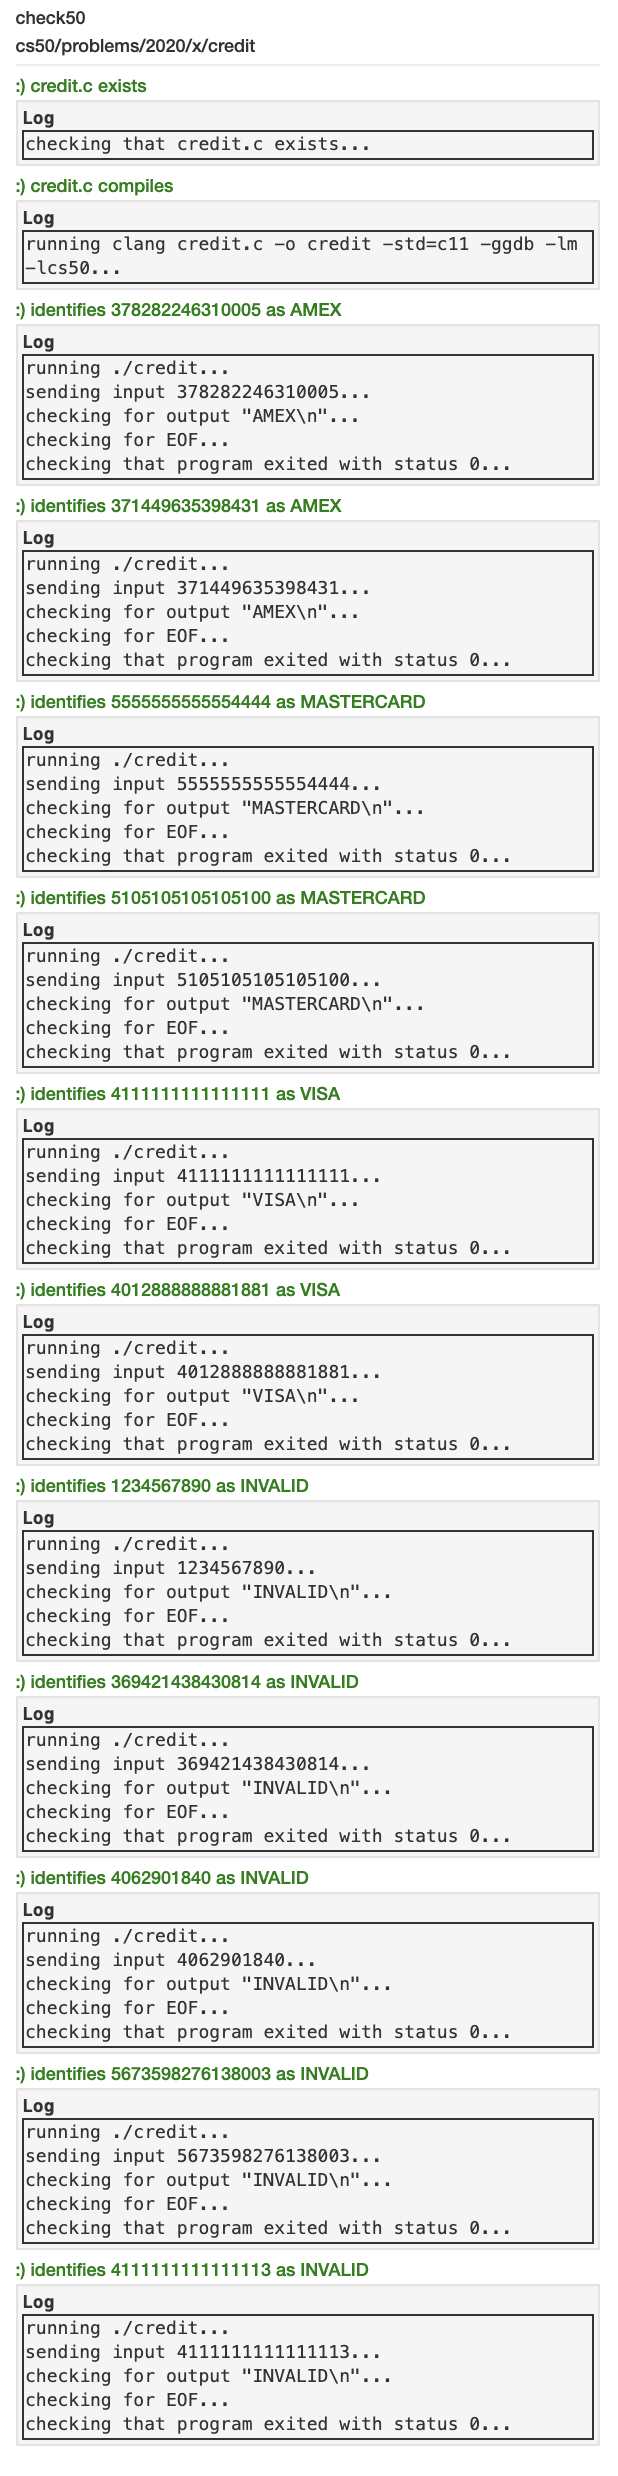 check50
cs50/problems/2020/x/credit
:) credit.c exists
Log
checking that credit.c exists...
:) credit.c compiles
Log
running clang credit.c -o credit -std=c11 -ggdb -lm
-lcs50...
:) identifies 378282246310005 as AMEX
Log
running ./credit...
sending input 378282246310005...
checking for output "AMEX\n"...
checking for EOF...
checking that program exited with status 0...
:) identifies 371449635398431 as AMEX
Log
running ./credit...
sending input 371449635398431...
checking for output "AMEX\n"...
checking for EOF...
checking that program exited with status 0...
:) identifies 5555555555554444 as MASTERCARD
Log
running ./credit...
sending input 5555555555554444...
checking for output "MASTERCARD\n"...
checking for EOF...
checking that program exited with status 0...
:) identifies 5105105105105100 as MASTERCARD
Log
running ./credit...
sending input 5105105105105100...
checking for output "MASTERCARD\n"...
checking for EOF...
checking that program exited with status 0...
:) identifies 4111111111111111 as VISA
Log
running ./credit...
sending input 4111111111111111...
checking for output "VISA\n"...
checking for EOF...
checking that program exited with status 0...
:) identifies 4012888888881881 as VISA
Log
running ./credit...
sending input 4012888888881881...
checking for output "VISA\n"...
checking for EOF...
checking that program exited with status 0...
:) identifies 1234567890 as INVALID
Log
running ./credit...
sending input 1234567890...
checking for output "INVALID\n"...
checking for EOF...
checking that program exited with status 0...
:) identifies 369421438430814 as INVALID
Log
running ./credit...
sending input 369421438430814...
checking for output "INVALID\n"...
checking for EOF...
checking that program exited with status 0...
:) identifies 4062901840 as INVALID
Log
running ./credit...
sending input 4062901840...
checking for output "INVALID\n"...
checking for EOF...
checking that program exited with status 0...
:) identifies 5673598276138003 as INVALID
Log
running ./credit...
sending input 5673598276138003...
checking for output "INVALID\n"...
checking for EOF...
checking that program exited with status 0...
:) identifies 4111111111111113 as INVALID
Log
running ./credit...
sending input 4111111111111113...
checking for output "INVALID\n"...
checking for EOF...
checking that program exited with status 0...